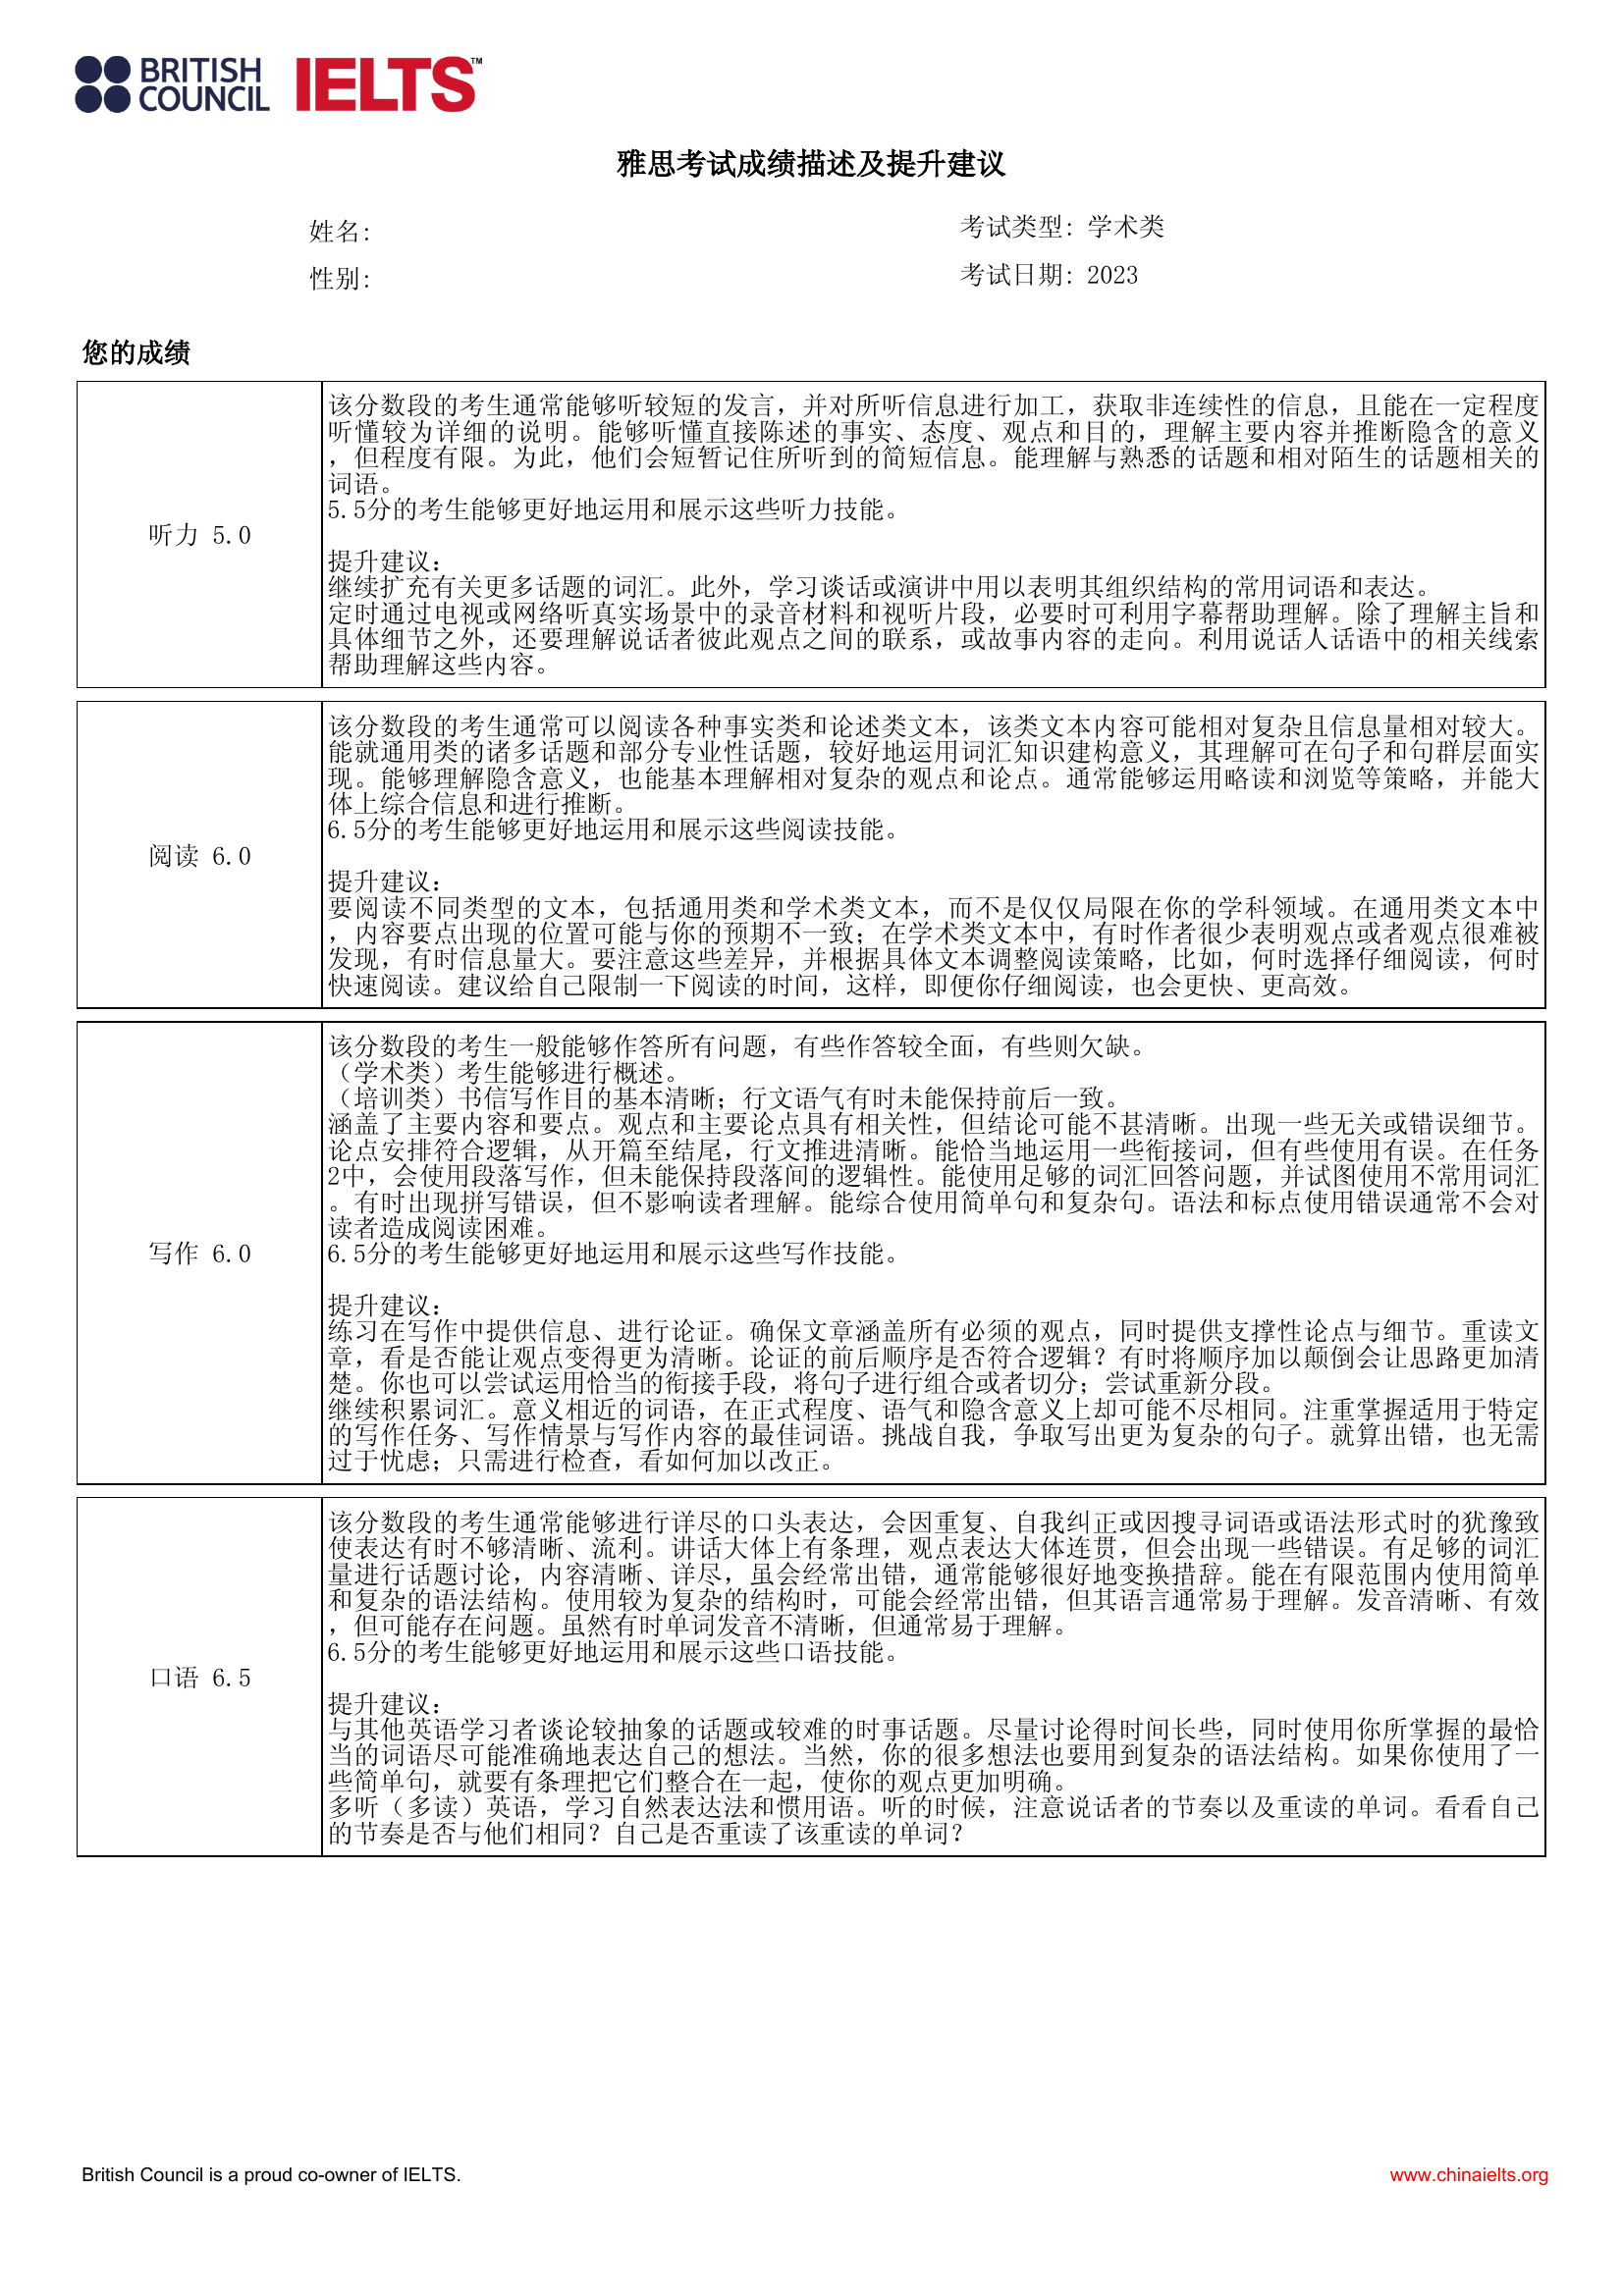 BRITISH COUNCIL IELTS™
雅思考试成绩描述及提升建议
姓名:
考试类型: 学术类
性别:
考试日期: 2023
您的成绩
听力 5.0
该分数段的考生通常能够听较短的发言，并对所听信息进行加工，获取非连续性的信息，且能在一定程度
听懂较为详细的说明。能够听懂直接陈述的事实、态度、观点和目的，理解主要内容并推断隐含的意义
，但程度有限。为此，他们会短暂记住所听到的简短信息。能理解与熟悉的话题和相对陌生的话题相关的
词语。
5.5分的考生能够更好地运用和展示这些听力技能。
提升建议：
继续扩充有关更多话题的词汇。此外，学习谈话或演讲中用以表明其组织结构的常用词语和表达。
定时通过电视或网络听真实场景中的录音材料和视听片段，必要时可利用字幕帮助理解。除了理解主旨和
具体细节之外，还要理解说话者彼此观点之间的联系，或故事内容的走向。利用说话人话语中的相关线索
帮助理解这些内容。
阅读 6.0
该分数段的考生通常可以阅读各种事实类和论述类文本，该类文本内容可能相对复杂且信息量相对较大。
能就通用类的诸多话题和部分专业性话题，较好地运用词汇知识建构意义，其理解可在句子和句群层面实
现。能够理解隐含意义，也能基本理解相对复杂的观点和论点。通常能够运用略读和浏览等策略，并能大
体上综合信息和进行推断。
6.5分的考生能够更好地运用和展示这些阅读技能。
提升建议：
要阅读不同类型的文本，包括通用类和学术类文本，而不是仅仅局限在你的学科领域。在通用类文本中
，内容要点出现的位置可能与你的预期不一致；在学术类文本中，有时作者很少表明观点或者观点很难被
发现，有时信息量大。要注意这些差异，并根据具体文本调整阅读策略，比如，何时选择仔细阅读，何时
快速阅读。建议给自己限制一下阅读的时间，这样，即便你仔细阅读，也会更快、更高效。
写作 6.0
该分数段的考生一般能够作答所有问题，有些作答较全面，有些则欠缺。
（学术类）考生能够进行概述。
（培训类）书信写作目的基本清晰；行文语气有时未能保持前后一致。
涵盖了主要内容和要点。观点和主要论点具有相关性，但结论可能不甚清晰。出现一些无关或错误细节。
论点安排符合逻辑，从开篇至结尾，行文推进清晰。能恰当地运用一些衔接词，但有些使用有误。在任务
2中，会使用段落写作，但未能保持段落间的逻辑性。能使用足够的词汇回答问题，并试图使用不常用词汇
。有时出现拼写错误，但不影响读者理解。能综合使用简单句和复杂句。语法和标点使用错误通常不会对
读者造成阅读困难。
6.5分的考生能够更好地运用和展示这些写作技能。
提升建议：
练习在写作中提供信息、进行论证。确保文章涵盖所有必须的观点，同时提供支撑性论点与细节。重读文
章，看是否能让观点变得更为清晰。论证的前后顺序是否符合逻辑？有时将顺序加以颠倒会让思路更加清
楚。你也可以尝试运用恰当的衔接手段，将句子进行组合或者切分；尝试重新分段。
继续积累词汇。意义相近的词语，在正式程度、语气和隐含意义上却可能不尽相同。注重掌握适用于特定
的写作任务、写作情景与写作内容的最佳词语。挑战自我，争取写出更为复杂的句子。就算出错，也无需
过于忧虑；只需进行检查，看如何加以改正。
口语 6.5
该分数段的考生通常能够进行详尽的口头表达，会因重复、自我纠正或因搜寻词语或语法形式时的犹豫致
使表达有时不够清晰、流利。讲话大体上有条理，观点表达大体连贯，但会出现一些错误。有足够的词汇
量进行话题讨论，内容清晰、详尽，虽会经常出错，通常能够很好地变换措辞。能在有限范围内使用简单
和复杂的语法结构。使用较为复杂的结构时，可能会经常出错，但其语言通常易于理解。发音清晰、有效
，但可能存在问题。虽然有时单词发音不清晰，但通常易于理解。
6.5分的考生能够更好地运用和展示这些口语技能。
提升建议：
与其他英语学习者谈论较抽象的话题或较难的时事话题。尽量讨论得时间长些，同时使用你所掌握的最恰
当的词语尽可能准确地表达自己的想法。当然，你的很多想法也要用到复杂的语法结构。如果你使用了一
些简单句，就要有条理把它们整合在一起，使你的观点更加明确。
多听（多读）英语，学习自然表达法和惯用语。听的时候，注意说话者的节奏以及重读的单词。看看自己
的节奏是否与他们相同？自己是否重读了该重读的单词？
British Council is a proud co-owner of IELTS.
www.chinaielts.org